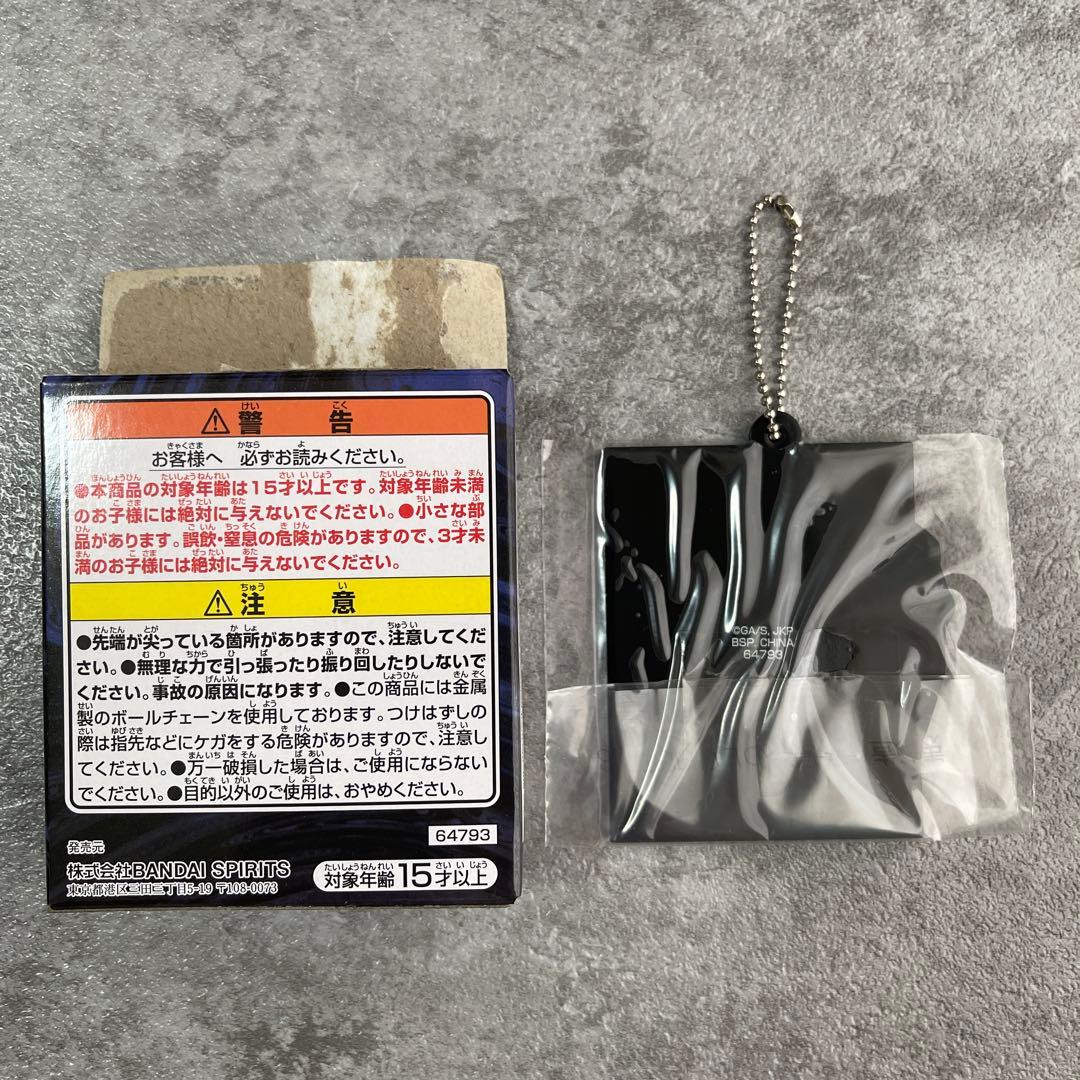 ⚠警告
お客様へ 必ずお読みください。
●本商品の対象年齢は15才以上です。対象年齢未満
のお子様には絶対に与えないでください。●小さな部
品があります。誤飲・窒息の危険がありますので、3才未
満のお子様には絶対に与えないでください。
⚠注意
●先端が尖っている箇所がありますので、注意してくだ
さい。●無理な力で引っ張ったり振り回したりしないで
ください。事故の原因になります。●この商品には金属
製のボールチェーンを使用しております。つけはずしの
際は指先などにケガをする危険がありますので、注意し
てください。●万一破損した場合は、ご使用にならない
でください。●目的以外のご使用は、おやめください。
64793
発売元
株式会社BANDAI SPIRITS
東京都港区三田三丁目5-19 〒108-0073
対象年齢15才以上
©GA/S, JKP
BSP, CHINA
64793